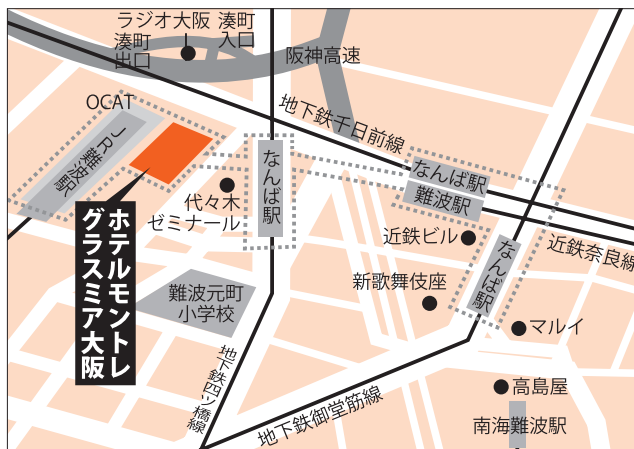 ラジオ大阪
湊町
入口
湊町
出口
阪神高速
OCAT
地下鉄千日前線
JR難波駅
なんば駅
なんば駅
難波駅
代々木
ゼミナール
近鉄ビル
近鉄奈良線
なんば駅
ホテルモントレ
グラスミア大阪
新歌舞伎座
難波元町
小学校
マルイ
地下鉄四ツ橋線
地下鉄御堂筋線
高島屋
南海難波駅